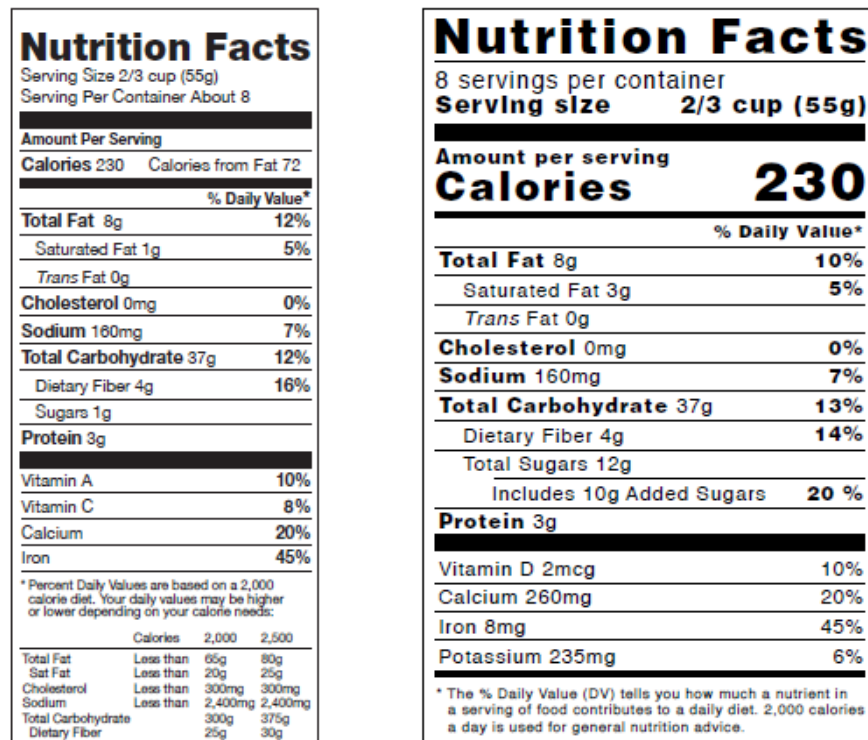 Nutrition Facts
Serving Size 2/3 cup (55g)
Serving Per Container About 8
Amount Per Serving
Calories 230 Calories from Fat 72
% Daily Value*
Total Fat 8g 12%
Saturated Fat 1g 5%
Trans Fat 0g
Cholesterol 0mg 0%
Sodium 160mg 7%
Total Carbohydrate 37g 12%
Dietary Fiber 4g 16%
Sugars 1g
Protein 3g
Vitamin A 10%
Vitamin C 8%
Calcium 20%
Iron 45%
* Percent Daily Values are based on a 2,000
calorie diet. Your daily values may be higher
or lower depending on your calorie needs:
Calories 2,000 2,500
Total Fat Less than 65g 80g
Sat Fat Less than 20g 25g
Cholesterol Less than 300mg 300mg
Sodium Less than 2,400mg 2,400mg
Total Carbohydrate 300g 375g
Dietary Fiber 25g 30g
Nutrition Facts
8 servings per container
Serving size 2/3 cup (55g)
Amount per serving
Calories 230
% Daily Value*
Total Fat 8g 10%
Saturated Fat 3g 5%
Trans Fat 0g
Cholesterol 0mg 0%
Sodium 160mg 7%
Total Carbohydrate 37g 13%
Dietary Fiber 4g 14%
Total Sugars 12g
Includes 10g Added Sugars 20 %
Protein 3g
Vitamin D 2mcg 10%
Calcium 260mg 20%
Iron 8mg 45%
Potassium 235mg 6%
* The % Daily Value (DV) tells you how much a nutrient in
a serving of food contributes to a daily diet. 2,000 calories
a day is used for general nutrition advice.